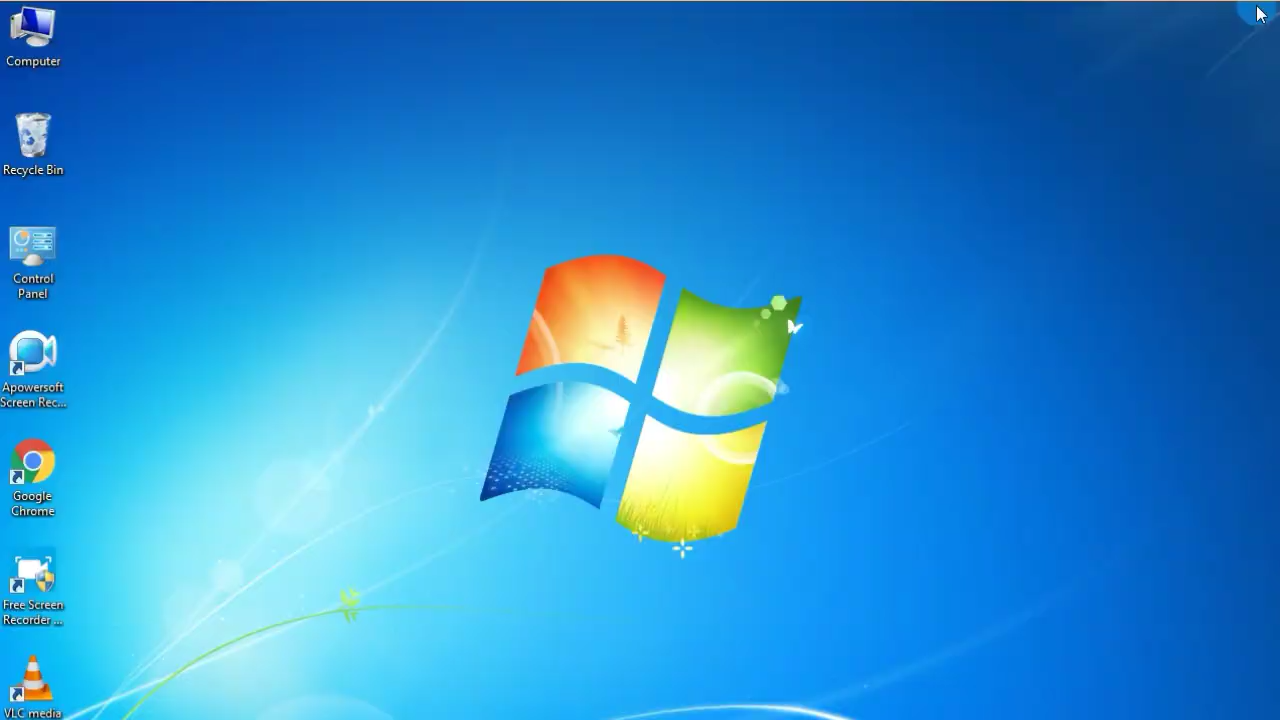 Computer
Recycle Bin
Control
Panel
Apowersoft
Screen Rec...
Google
Chrome
Free Screen
Recorder ...
VLC media